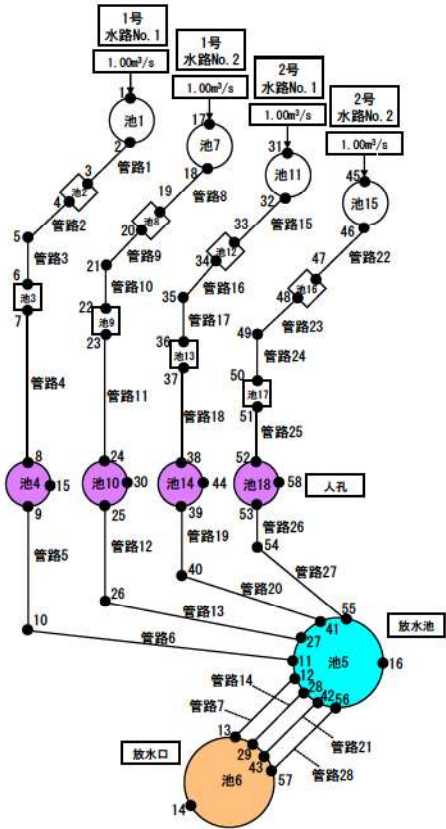 1号
水路No.1
1.00m³/s
1号
水路No.2
1.00m³/s
2号
水路No.1
1.00m³/s
2号
水路No.2
1.00m³/s
1
池1
2
管路1
3
池2
4
管路2
5
管路3
6
池3
7
管路4
8
池4
15
9
管路5
10
管路6
17
池7
18
管路8
19
池8
20
管路9
21
管路10
22
池9
23
管路11
24
池10
30
25
管路12
26
管路13
31
池11
32
管路15
33
池12
34
管路16
35
管路17
36
池13
37
管路18
38
池14
44
39
管路19
40
管路20
45
池15
46
管路22
47
池16
48
管路23
49
管路24
50
池17
51
管路25
52
池18
58
53
管路26
54
管路27
人孔
放水池
55
41
27
11
池5
16
12
28
42
56
管路14
管路7
管路21
管路28
放水口
13
29
43
57
池6
14